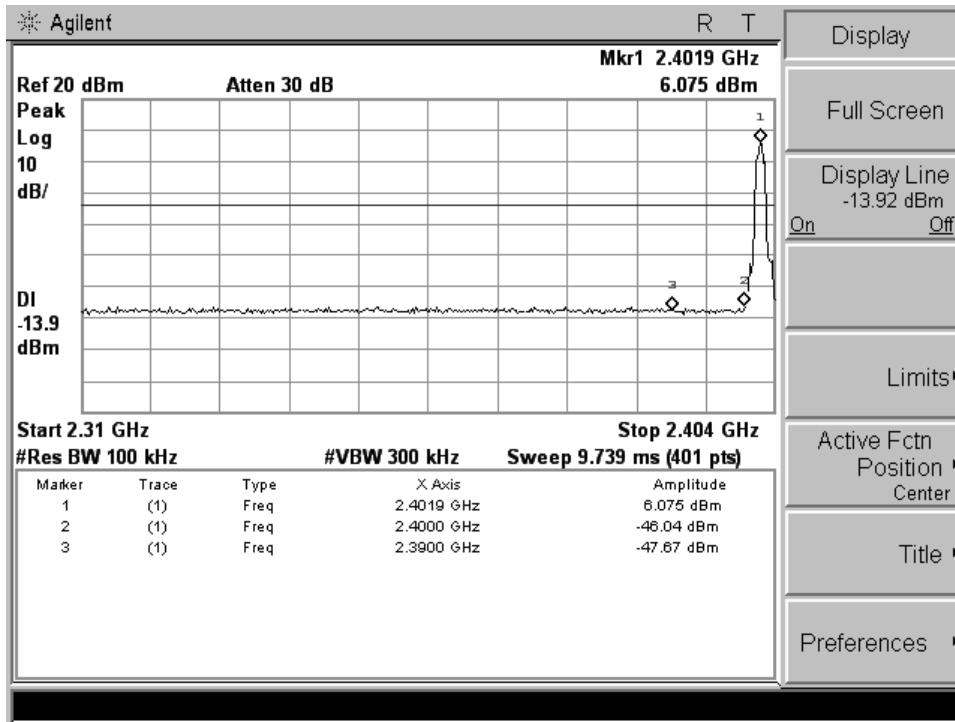 Agilent R T
Mkr1 2.4019 GHz
Ref 20 dBm Atten 30 dB 6.075 dBm
Peak
Log
10
dB/
1
3
2
DI
-13.9
dBm
Start 2.31 GHz Stop 2.404 GHz
#Res BW 100 kHz #VBW 300 kHz Sweep 9.739 ms (401 pts)
Marker Trace Type X Axis Amplitude
1 (1) Freq 2.4019 GHz 6.075 dBm
2 (1) Freq 2.4000 GHz -46.04 dBm
3 (1) Freq 2.3900 GHz -47.67 dBm
Display
Full Screen
Display Line
-13.92 dBm
On Off
Limits
Active Fctn
Position
Center
Title
Preferences